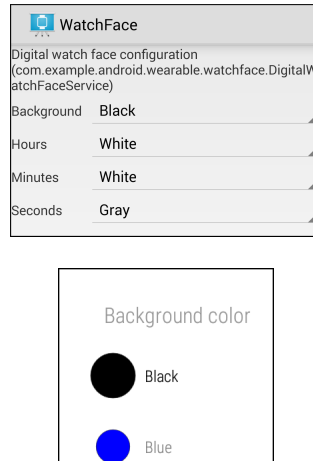 WatchFace
Digital watch face configuration
(com.example.android.wearable.watchface.DigitalW
atchFaceService)
Background Black
Hours White
Minutes White
Seconds Gray
Background color
Black
Blue